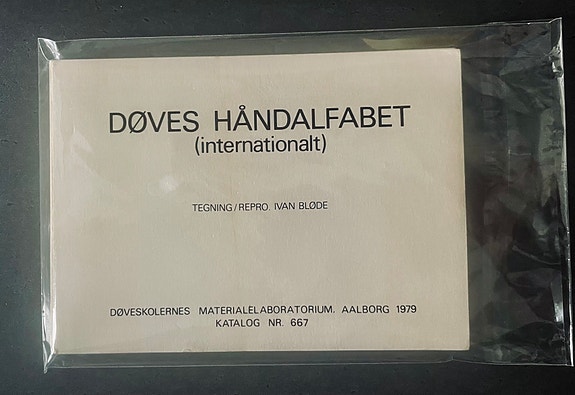 DØVES HÅNDALFABET
(internationalt)
TEGNING/REPRO. IVAN BLØDE
DØVESKOLERNES MATERIALELABORATORIUM. AALBORG 1979
KATALOG NR. 667